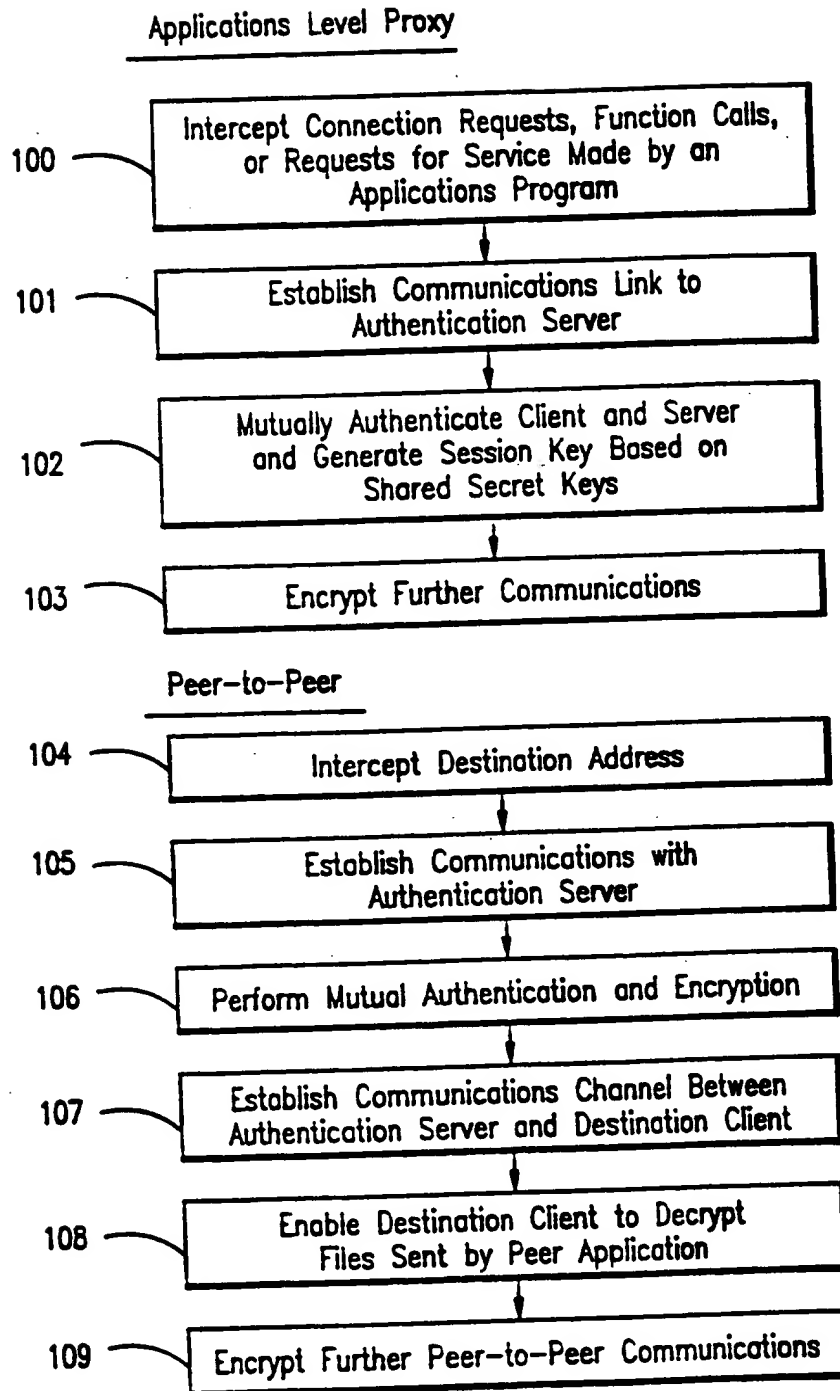 Applications Level Proxy
100
Intercept Connection Requests, Function Calls,
or Requests for Service Made by an
Applications Program
101
Establish Communications Link to
Authentication Server
102
Mutually Authenticate Client and Server
and Generate Session Key Based on
Shared Secret Keys
103
Encrypt Further Communications
Peer-to-Peer
104
Intercept Destination Address
105
Establish Communications with
Authentication Server
106
Perform Mutual Authentication and Encryption
107
Establish Communications Channel Between
Authentication Server and Destination Client
108
Enable Destination Client to Decrypt
Files Sent by Peer Application
109
Encrypt Further Peer-to-Peer Communications